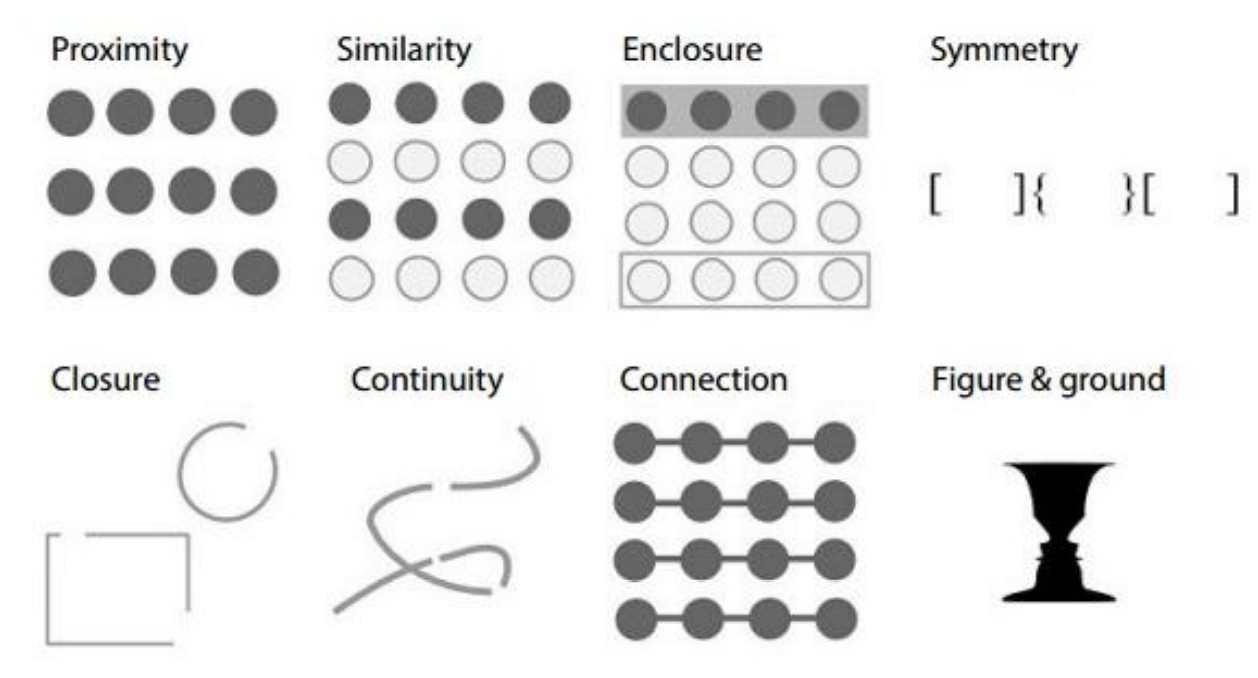 Proximity
Similarity
Enclosure
Symmetry
[ ]{ }[ ]
Closure
Continuity
Connection
Figure & ground